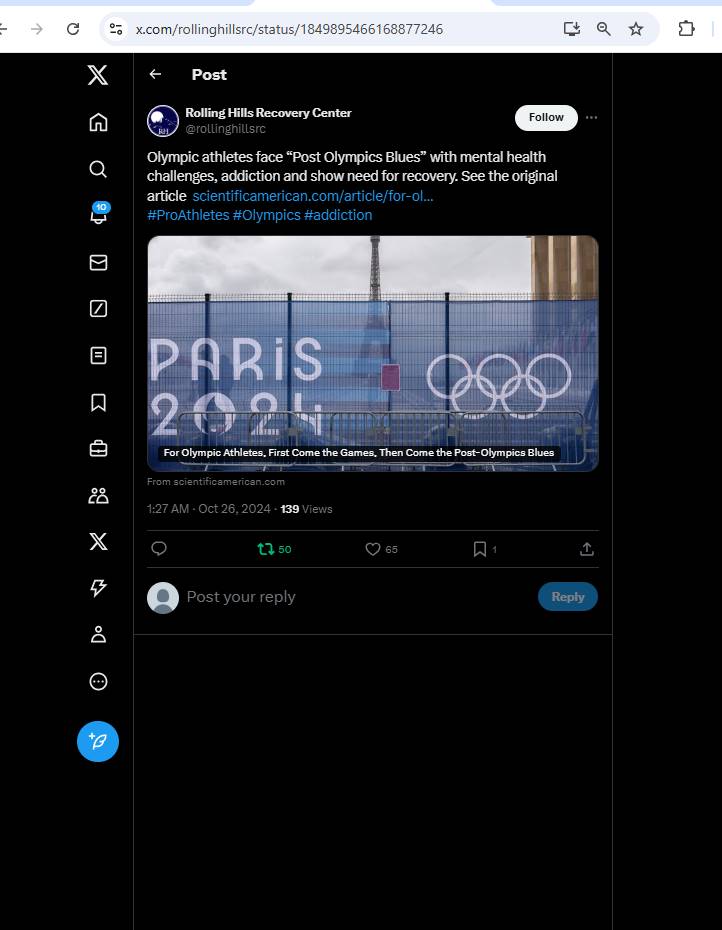 x.com/rollinghillsrc/status/1849895466168877246
Post
Rolling Hills Recovery Center
@rollinghillsrc
Follow
Olympic athletes face “Post Olympics Blues” with mental health
challenges, addiction and show need for recovery. See the original
article scientificamerican.com/article/for-ol...
#ProAthletes #Olympics #addiction
10
RH
PARIS
2024
For Olympic Athletes, First Come the Games, Then Come the Post-Olympics Blues
From scientificamerican.com
1:27 AM · Oct 26, 2024 · 139 Views
50
65
1
Post your reply
Reply